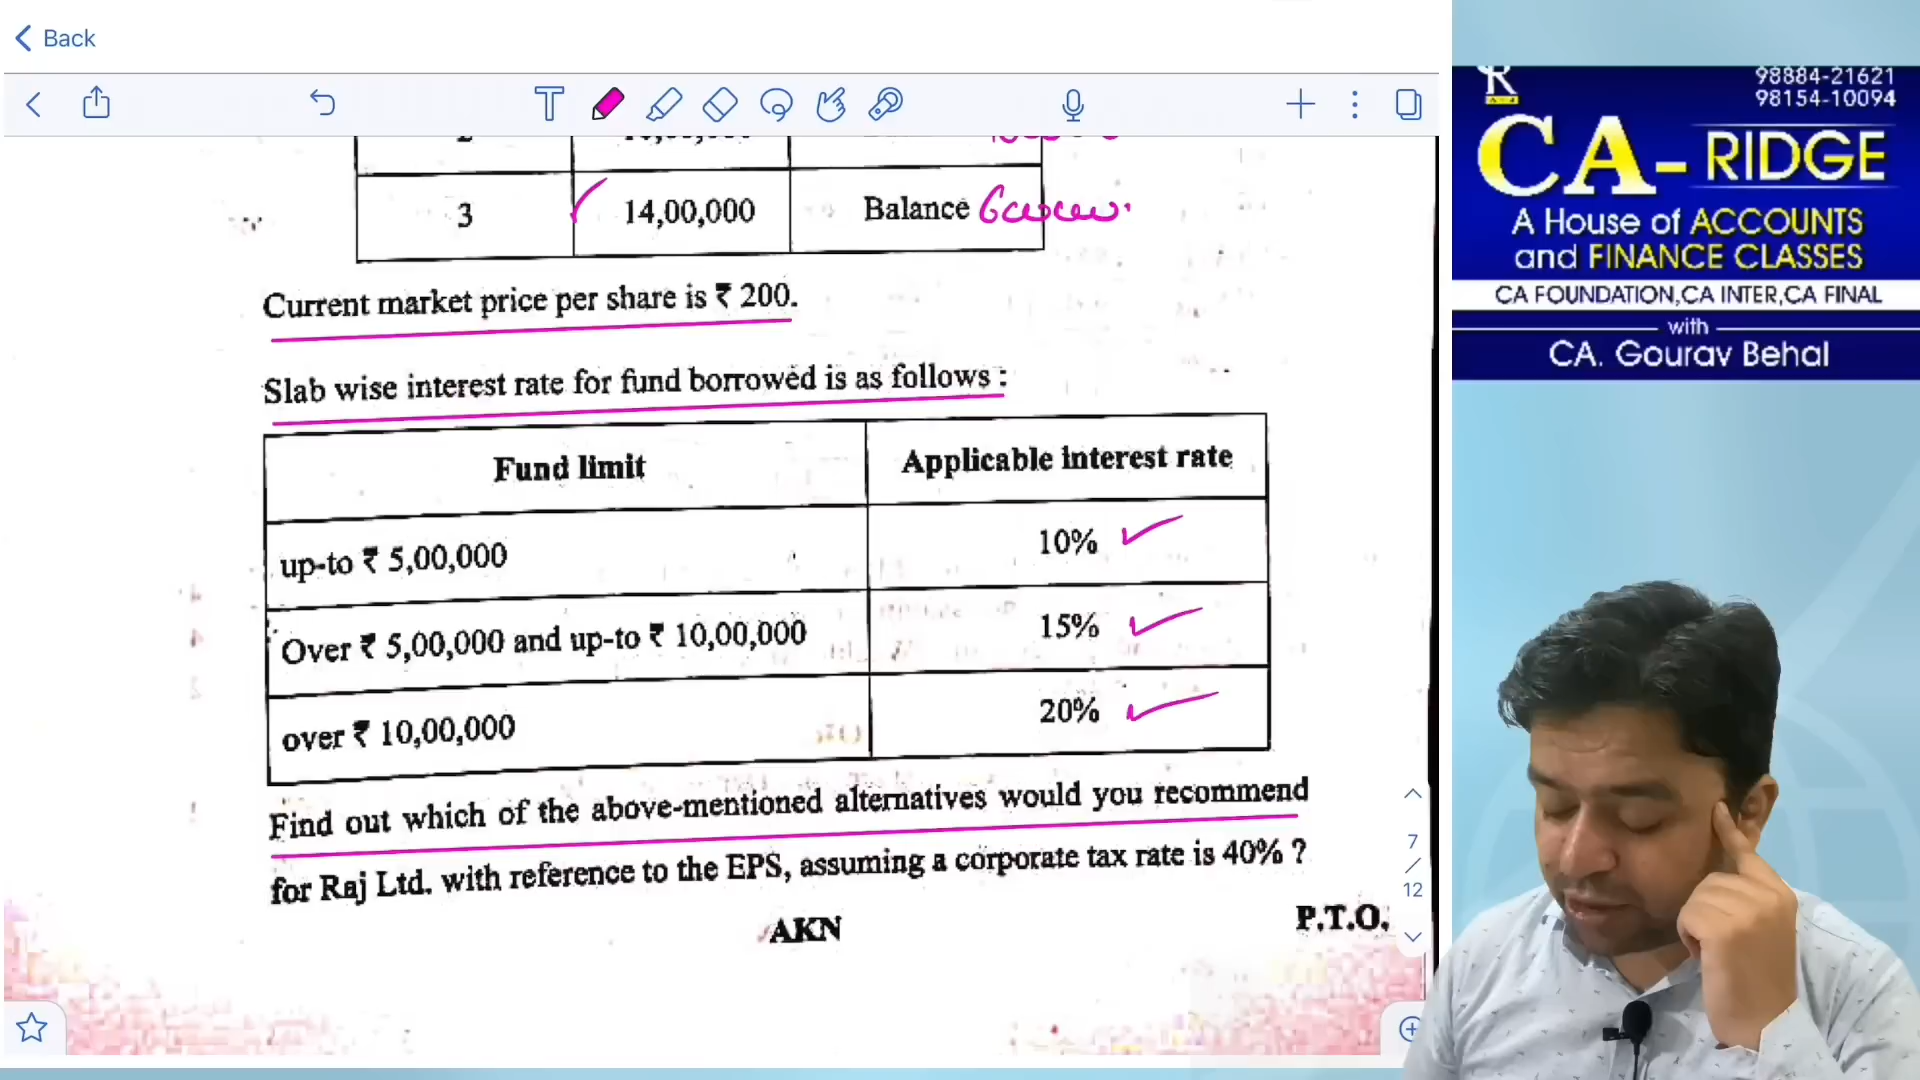 Back
3 14,00,000 Balance
Current market price per share is ₹ 200.
Slab wise interest rate for fund borrowed is as follows :
Fund limit Applicable interest rate
up-to ₹ 5,00,000 10%
Over ₹ 5,00,000 and up-to ₹ 10,00,000 15%
over ₹ 10,00,000 20%
Find out which of the above-mentioned alternatives would you recommend
for Raj Ltd. with reference to the EPS, assuming a corporate tax rate is 40% ?
AKN
P.T.O.
7
/
12
98884-21621
98154-10094
CA- RIDGE
A House of ACCOUNTS
and FINANCE CLASSES
CA FOUNDATION,CA INTER,CA FINAL
with
CA. Gourav Behal